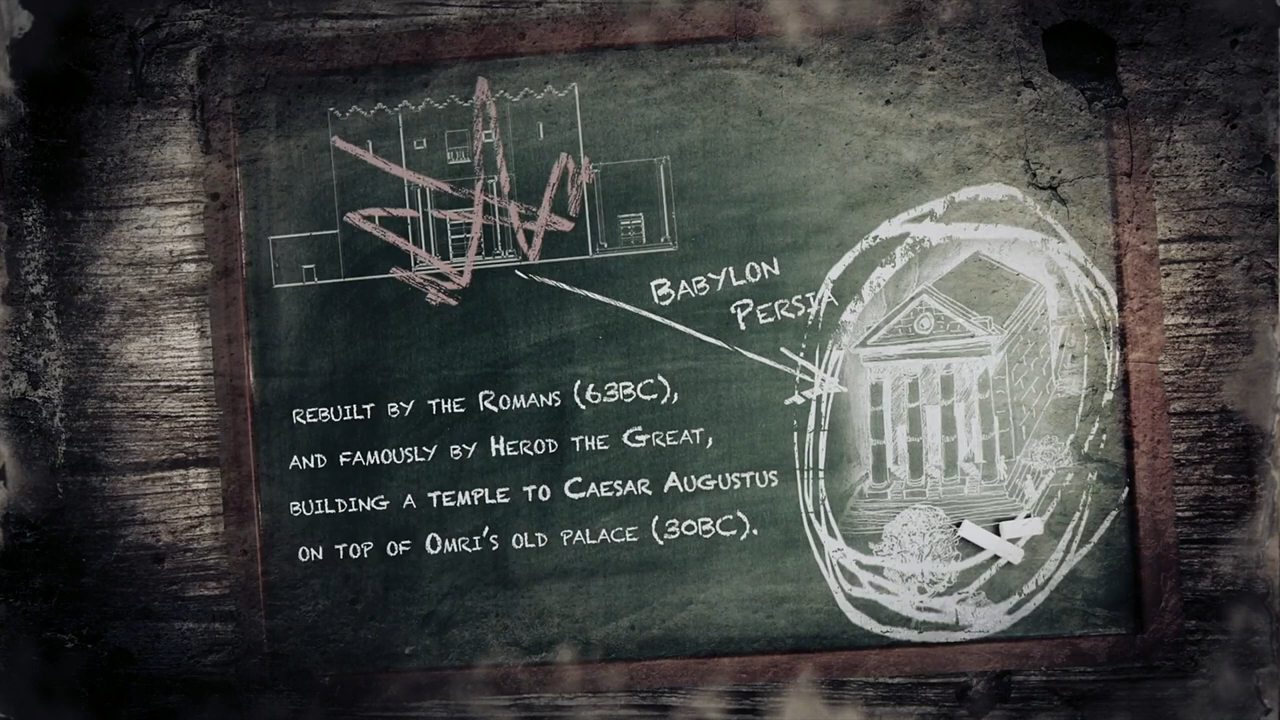 Babylon
Persia
rebuilt by the Romans (63BC),
and famously by Herod the Great,
building a temple to Caesar Augustus
on top of Omri's old palace (30BC).